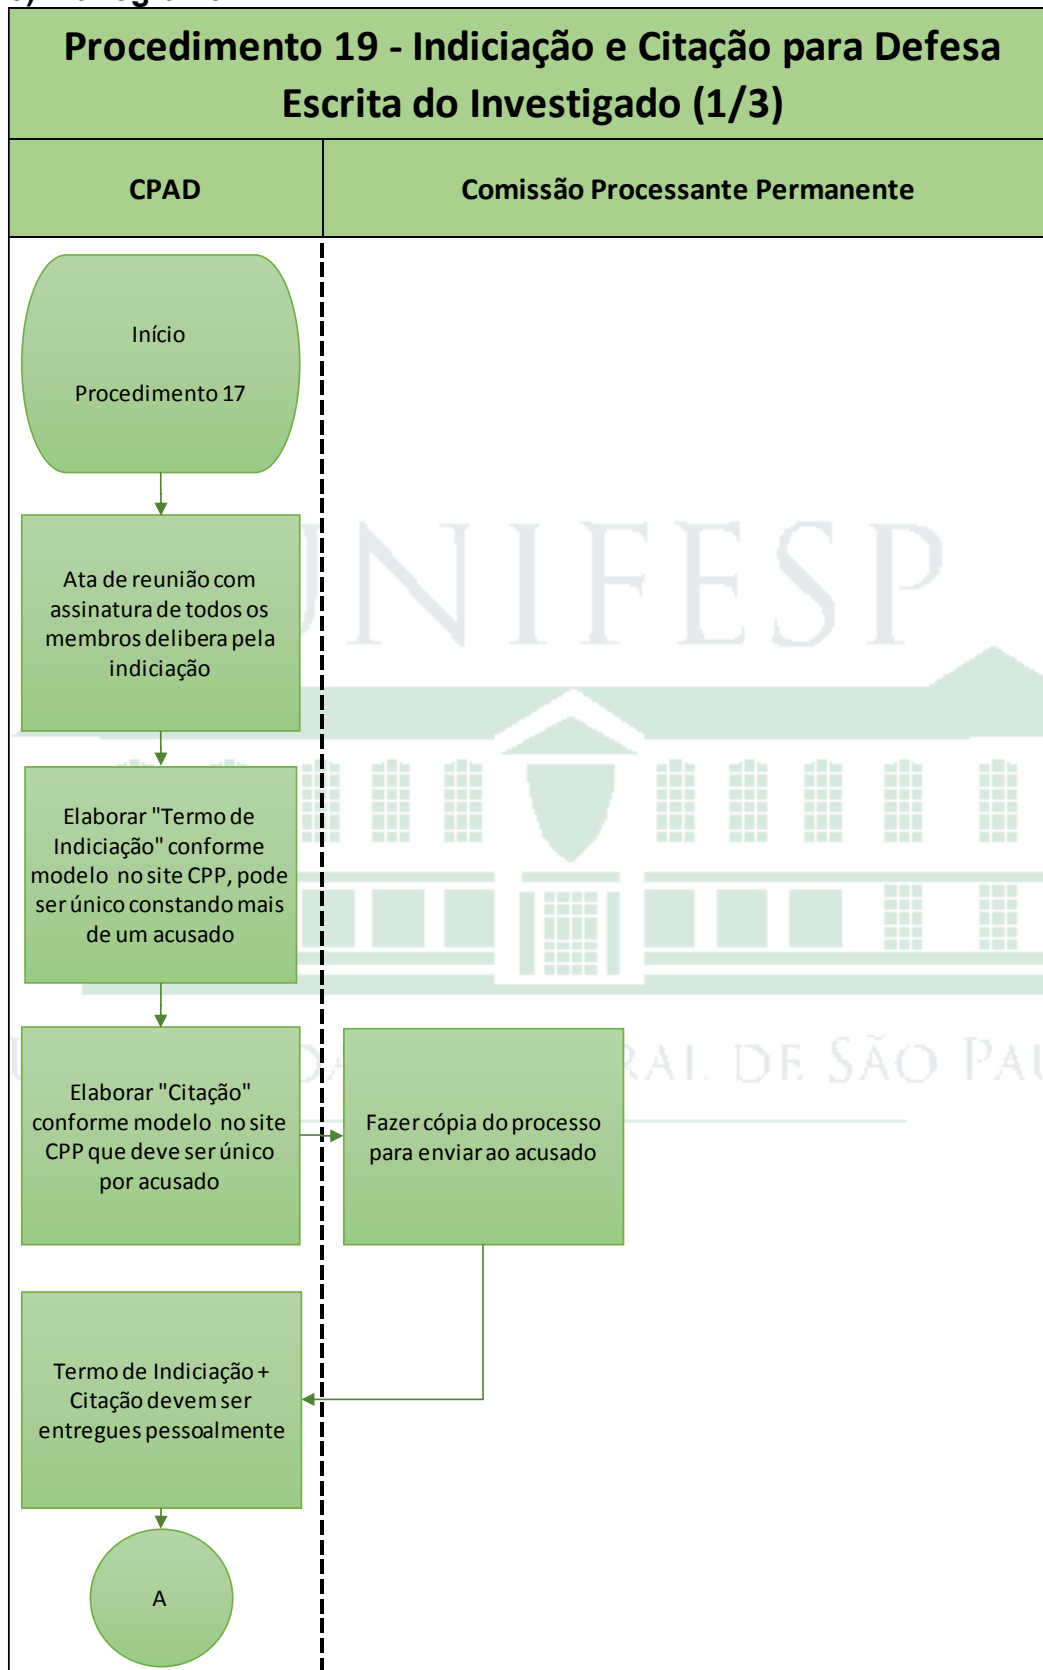 Procedimento 19 - Indiciação e Citação para Defesa
Escrita do Investigado (1/3)
CPAD
Comissão Processante Permanente
Início
Procedimento 17
Ata de reunião com
assinatura de todos os
membros delibera pela
indiciação
Elaborar "Termo de
Indiciação" conforme
modelo no site CPP, pode
ser único constando mais
de um acusado
Elaborar "Citação"
conforme modelo no site
CPP que deve ser único
por acusado
Fazer cópia do processo
para enviar ao acusado
Termo de Indiciação +
Citação devem ser
entregues pessoalmente
A
UNIFESP
RAL DE SÃO PAU